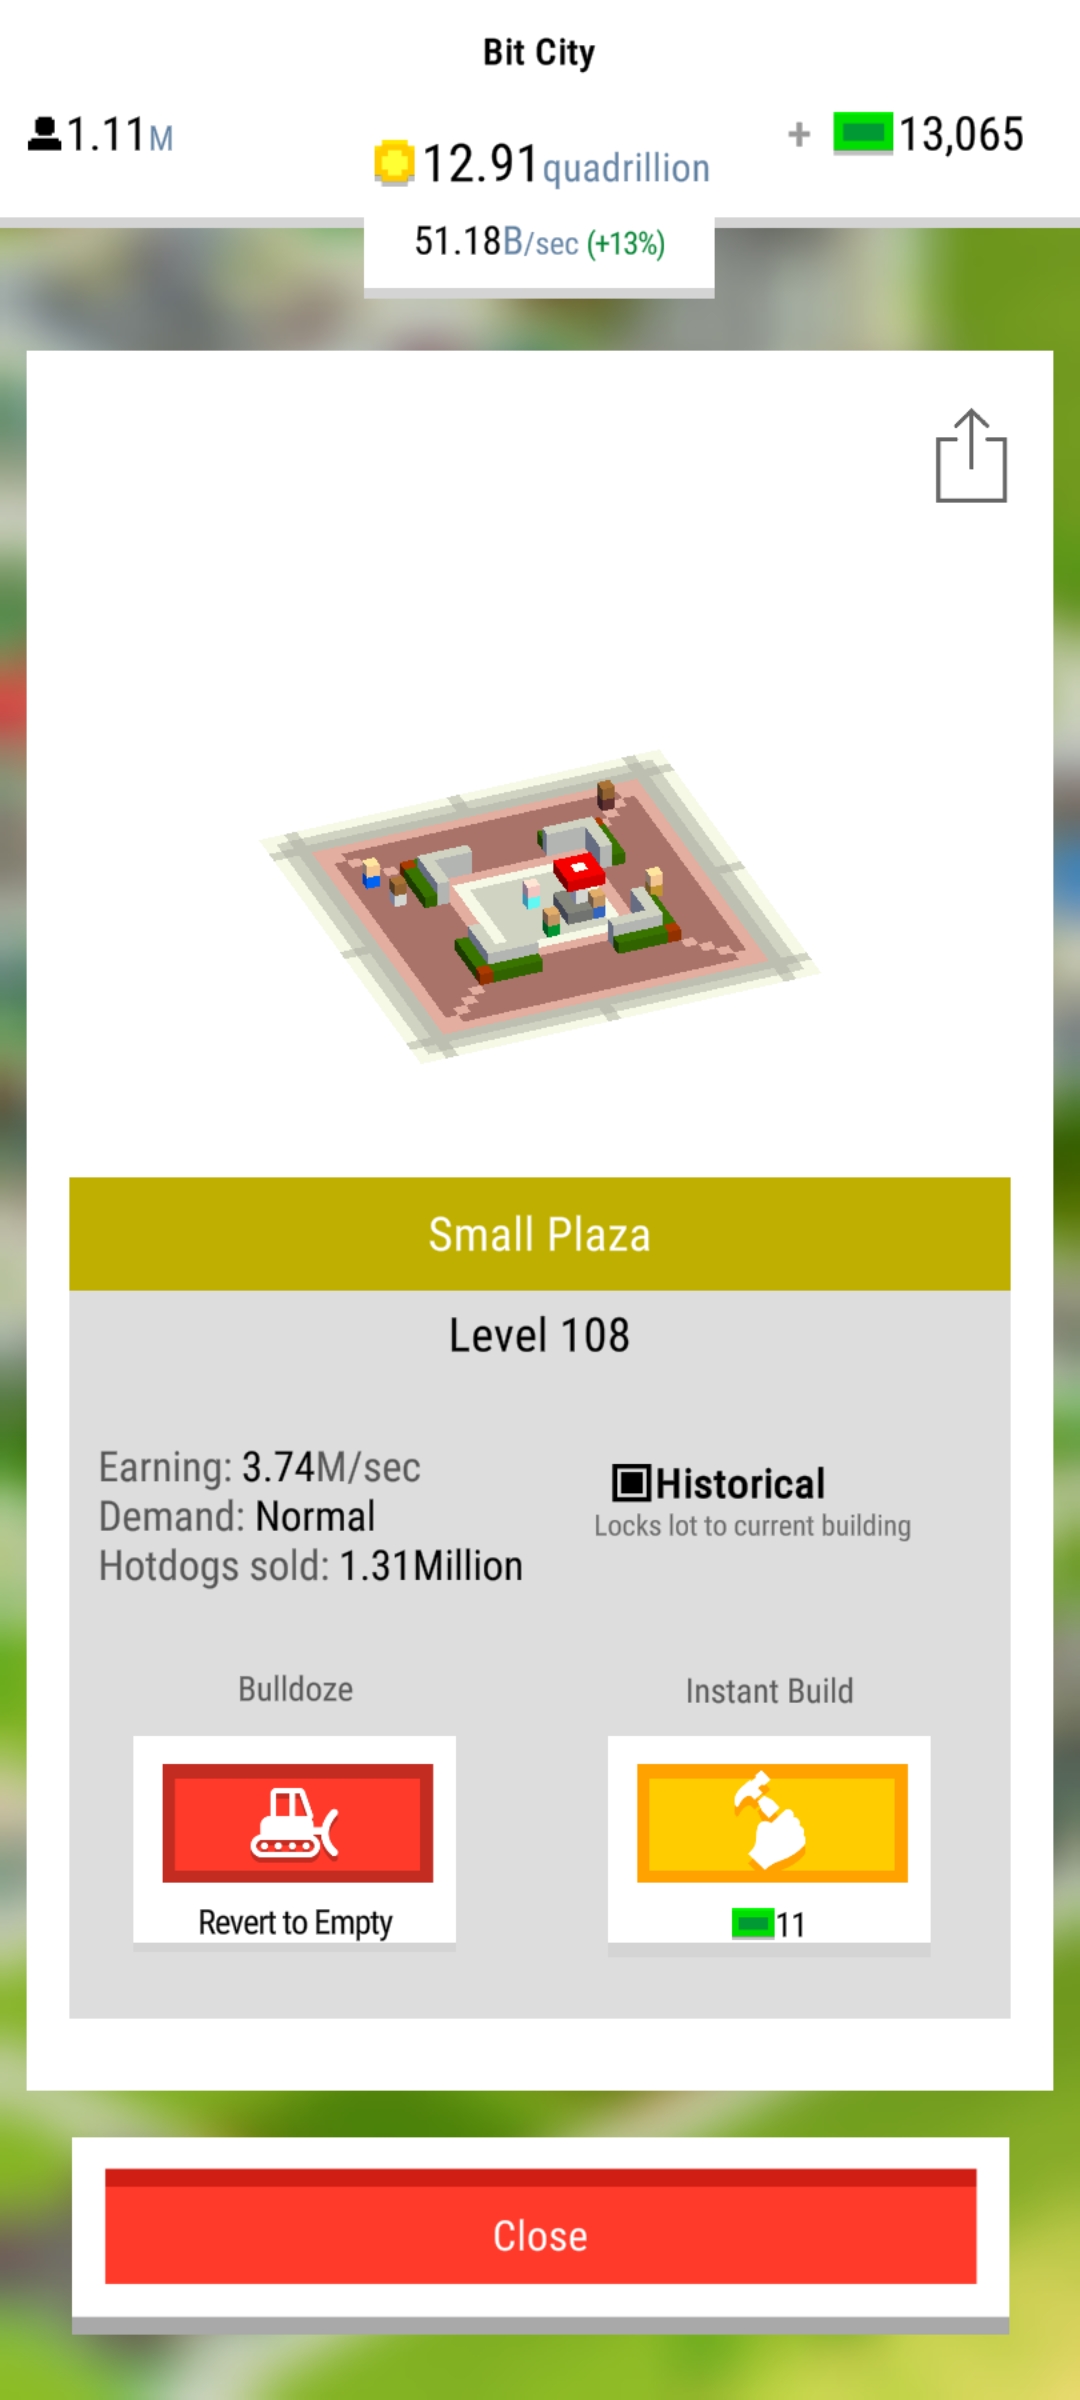 Bit City
1.11M
12.91quadrillion
+ 13,065
51.18B/sec (+13%)
Small Plaza
Level 108
Earning: 3.74M/sec
Demand: Normal
Hotdogs sold: 1.31Million
Historical
Locks lot to current building
Bulldoze
Instant Build
Revert to Empty
11
Close